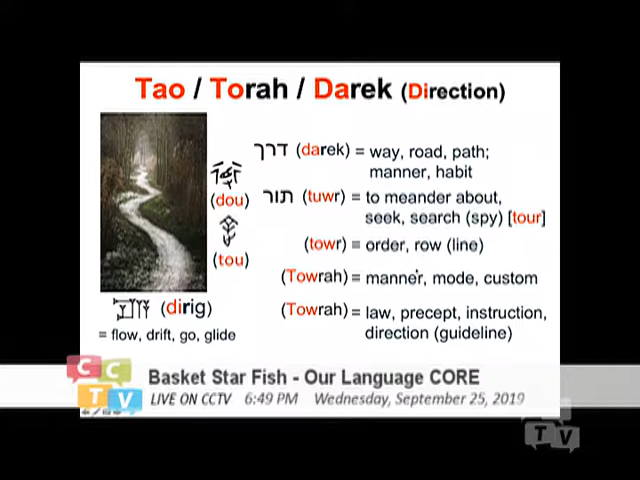 Tao / Torah / Darek (Direction)
דרך (darek) = way, road, path;
manner, habit
(dou)
תור (tuwr) = to meander about,
seek, search (spy) [tour]
(tou)
(towr) = order, row (line)
(Towrah) = manner, mode, custom
(Towrah) = law, precept, instruction,
direction (guideline)
(dirig)
= flow, drift, go, glide
CCTV
Basket Star Fish - Our Language CORE
LIVE ON CCTV 6:49 PM Wednesday, September 25, 2019
TV